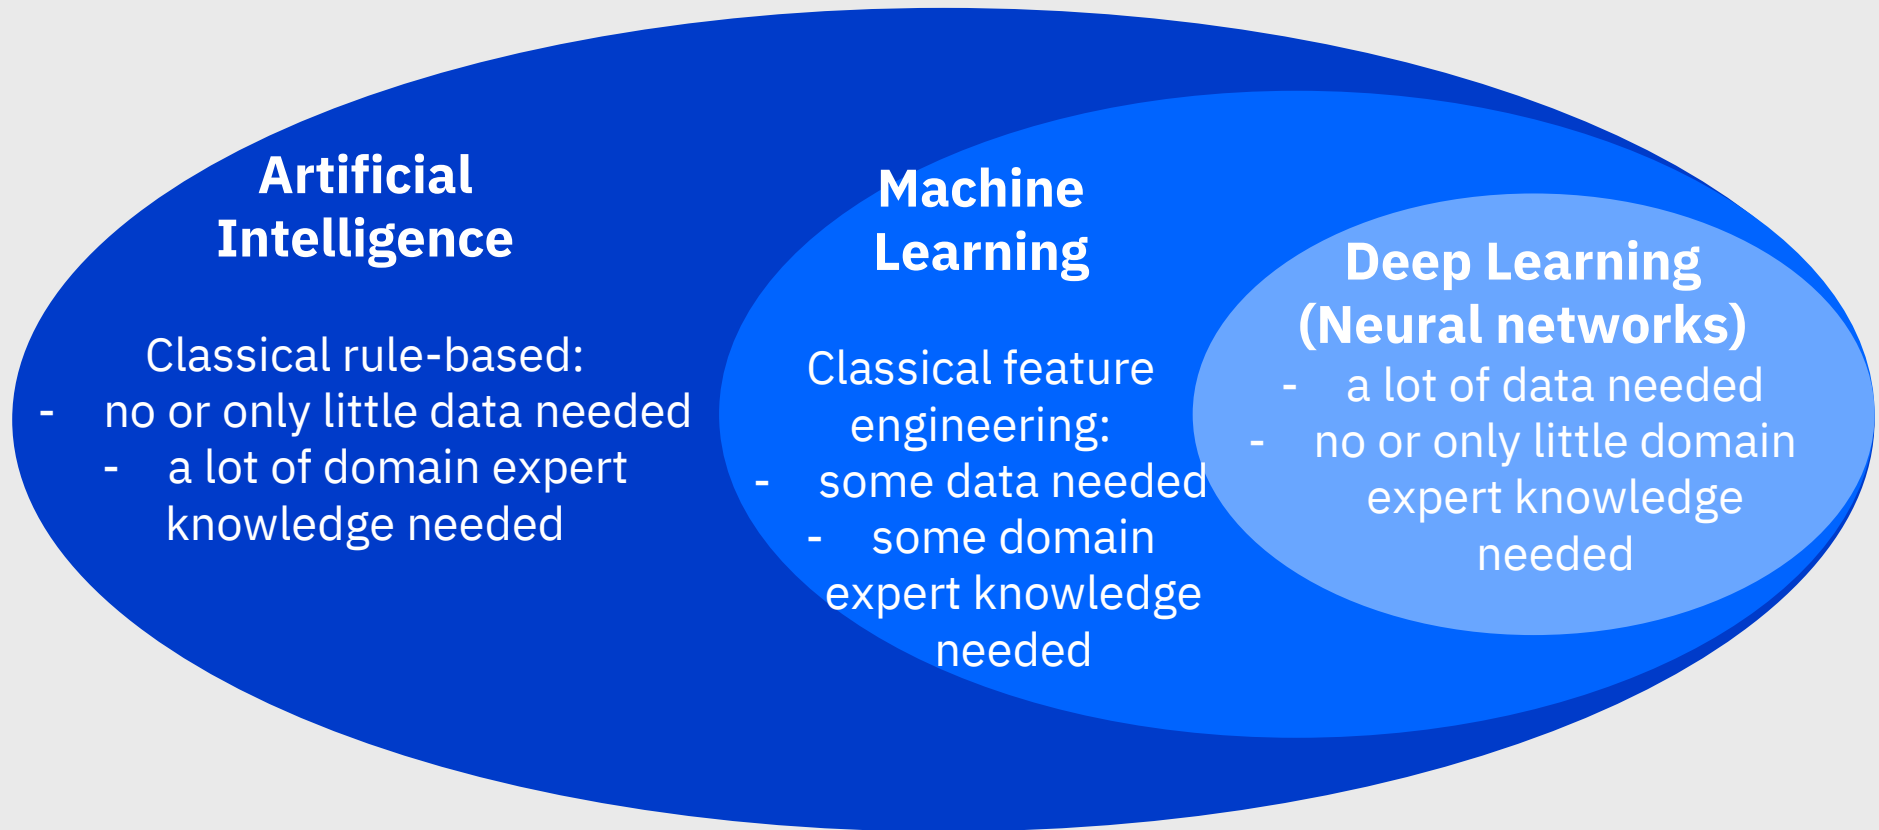 Artificial
Intelligence
Classical rule-based:
- no or only little data needed
- a lot of domain expert
knowledge needed
Machine
Learning
Classical feature
engineering:
- some data needed
- some domain
expert knowledge
needed
Deep Learning
(Neural networks)
- a lot of data needed
- no or only little domain
expert knowledge
needed